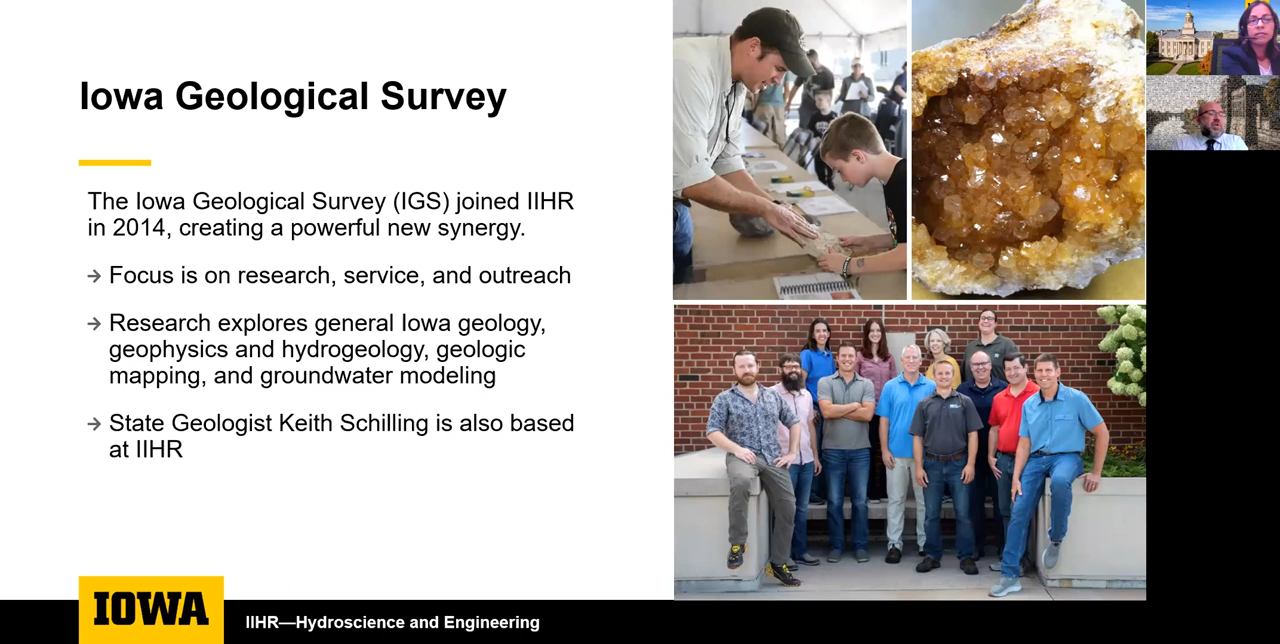 Iowa Geological Survey
The Iowa Geological Survey (IGS) joined IIHR
in 2014, creating a powerful new synergy.
→ Focus is on research, service, and outreach
→ Research explores general Iowa geology,
geophysics and hydrogeology, geologic
mapping, and groundwater modeling
→ State Geologist Keith Schilling is also based
at IIHR
IOWA
IIHR—Hydroscience and Engineering